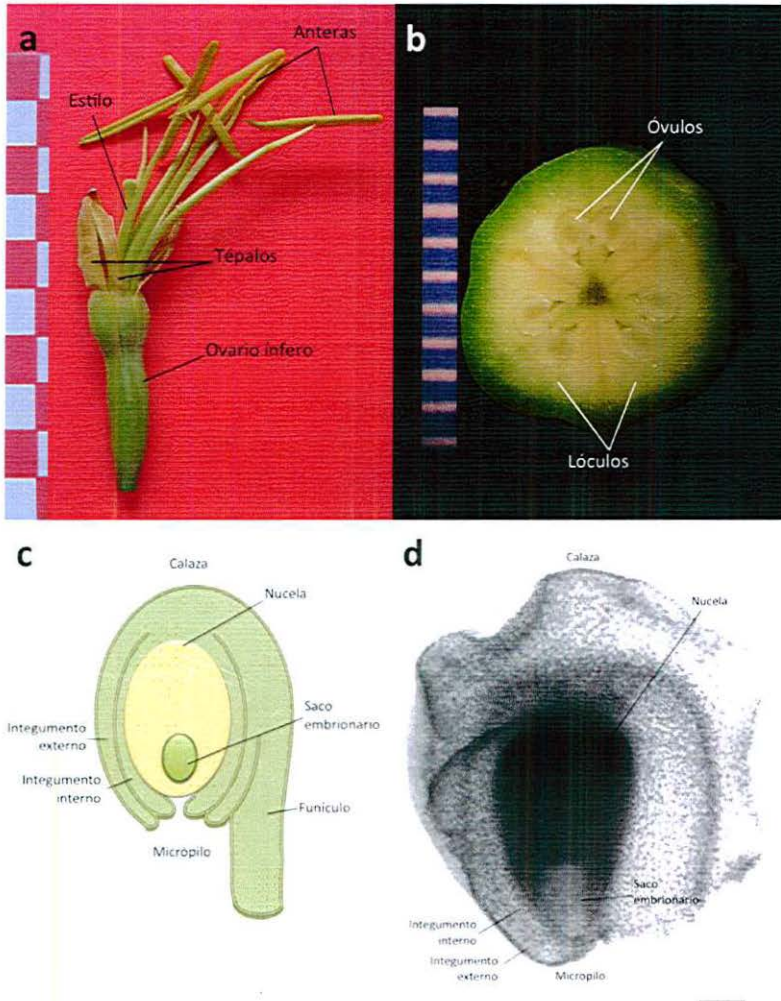 a
Anteras
Estilo
Tépalos
Ovario ínfero
b
Óvulos
Lóculos
c
Calaza
Nucela
Saco
embrionario
Integumento
externo
Integumento
interno
Funículo
Micrópilo
d
Calaza
Nucela
Saco
embrionario
Integumento
interno
Integumento
externo
Micropilo